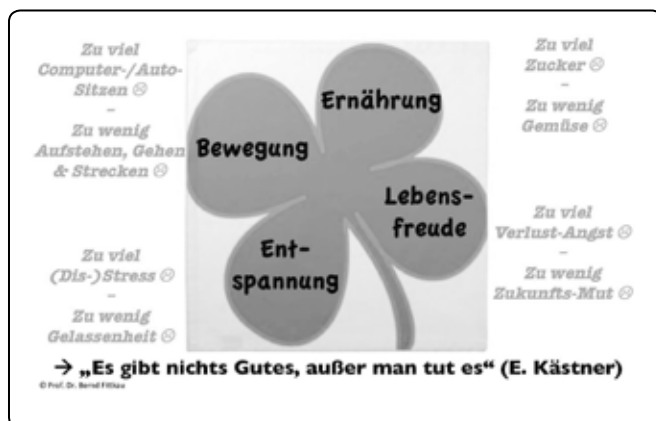 Zu viel
Computer-/Auto-
Sitzen ☹
–
Zu wenig
Aufstehen, Gehen
& Strecken ☹
Bewegung
Ernährung
Zu viel
Zucker ☹
–
Zu wenig
Gemüse ☹
Zu viel
(Dis-)Stress ☹
–
Zu wenig
Gelassenheit ☹
Ent-
spannung
Lebens-
freude
Zu viel
Verlust-Angst ☹
–
Zu wenig
Zukunfts-Mut ☹
→ „Es gibt nichts Gutes, außer man tut es“ (E. Kästner)
© Prof. Dr. Bernd Fittkau